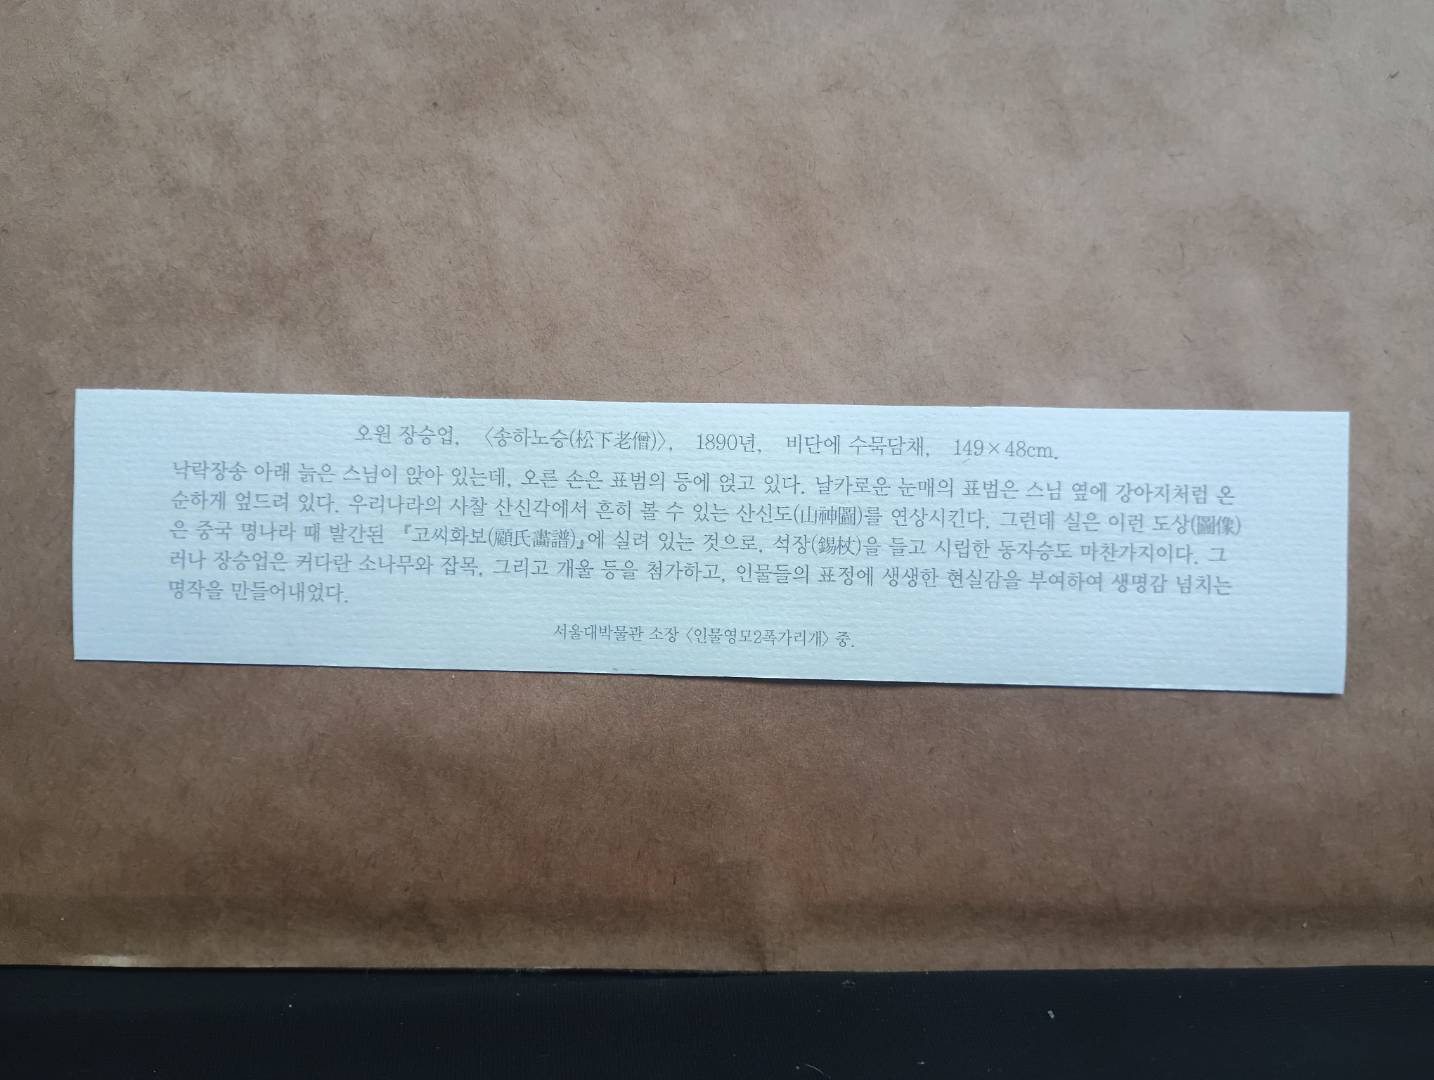 오원 장승업, 〈송하노승(松下老僧)〉, 1890년, 비단에 수묵담채, 149×48cm.
낙락장송 아래 늙은 스님이 앉아 있는데, 오른 손은 표범의 등에 얹고 있다. 날카로운 눈매의 표범은 스님 옆에 강아지처럼 온
순하게 엎드려 있다. 우리나라의 사찰 산신각에서 흔히 볼 수 있는 산신도(山神圖)를 연상시킨다. 그런데 실은 이런 도상(圖像)
은 중국 명나라 때 발간된 『고씨화보(顧氏畵譜)』에 실려 있는 것으로, 석장(錫杖)을 들고 시립한 동자승도 마찬가지이다. 그
러나 장승업은 커다란 소나무와 잡목, 그리고 개울 등을 첨가하고, 인물들의 표정에 생생한 현실감을 부여하여 생명감 넘치는
명작을 만들어내었다.
서울대박물관 소장 〈인물영모2폭가리개〉 중.